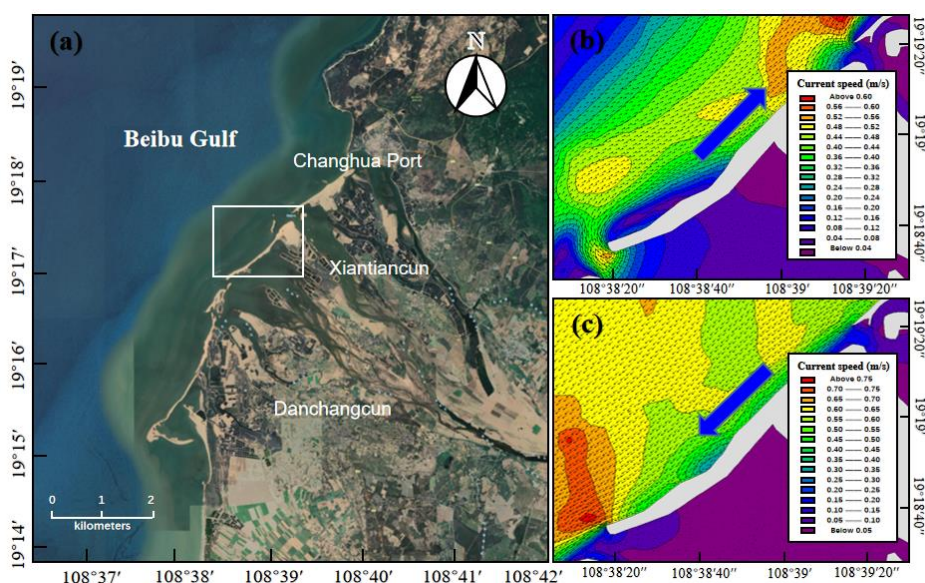 (a)
N
19°19′
19°18′
19°17′
19°16′
19°15′
19°14′
Beibu Gulf
Changhua Port
Xiantiancun
Danchangcun
0 1 2
kilometers
108°37′ 108°38′ 108°39′ 108°40′ 108°41′ 108°42′
(b)
Current speed (m/s)
Above 0.60
0.56 — 0.60
0.52 — 0.56
0.48 — 0.52
0.44 — 0.48
0.40 — 0.44
0.36 — 0.40
0.32 — 0.36
0.28 — 0.32
0.24 — 0.28
0.20 — 0.24
0.16 — 0.20
0.12 — 0.16
0.08 — 0.12
0.04 — 0.08
Below 0.04
19°19′20″
19°19′
19°18′40″
108°38′20″ 108°38′40″ 108°39′ 108°39′20″
(c)
Current speed (m/s)
Above 0.75
0.70 — 0.75
0.65 — 0.70
0.60 — 0.65
0.55 — 0.60
0.50 — 0.55
0.45 — 0.50
0.40 — 0.45
0.35 — 0.40
0.30 — 0.35
0.25 — 0.30
0.20 — 0.25
0.15 — 0.20
0.10 — 0.15
0.05 — 0.10
Below 0.05
19°19′20″
19°19′
19°18′40″
108°38′20″ 108°38′40″ 108°39′ 108°39′20″